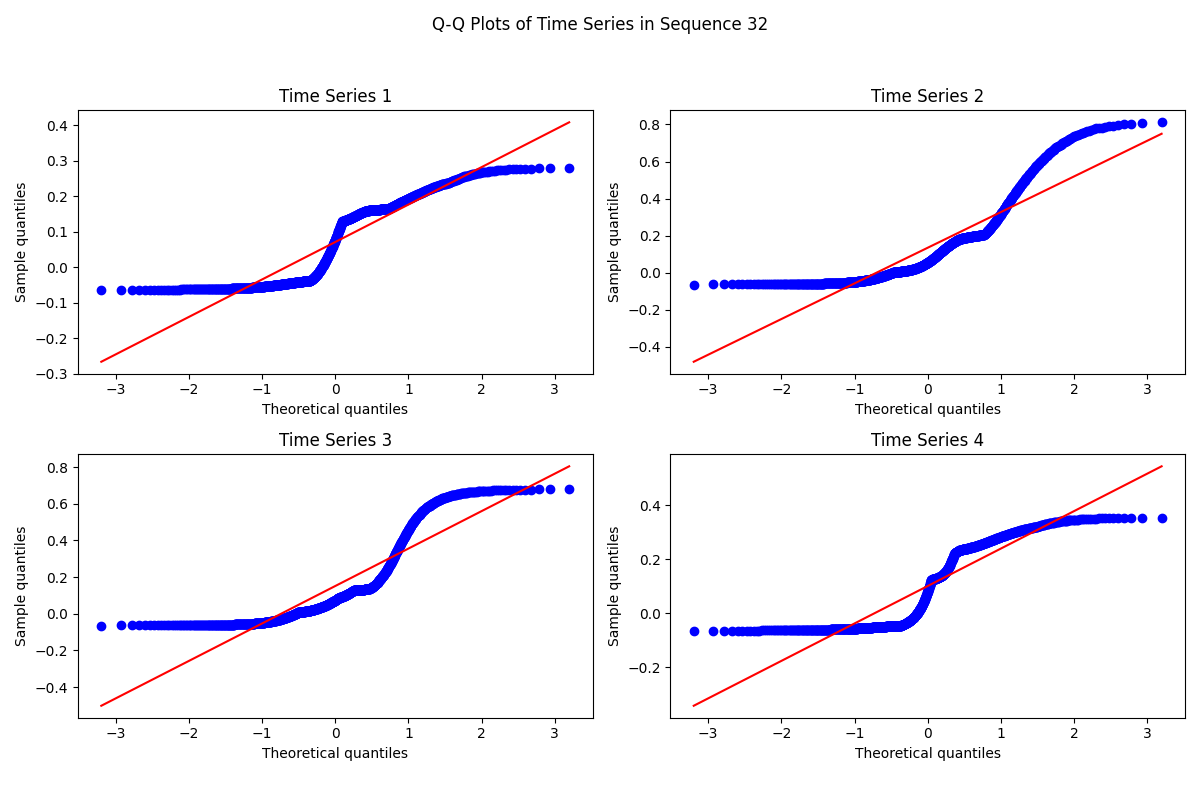 Q-Q Plots of Time Series in Sequence 32
Time Series 1
Sample quantiles
0.4
0.3
0.2
0.1
0.0
−0.1
−0.2
−0.3
−3 −2 −1 0 1 2 3
Theoretical quantiles
Time Series 2
Sample quantiles
0.8
0.6
0.4
0.2
0.0
−0.2
−0.4
−3 −2 −1 0 1 2 3
Theoretical quantiles
Time Series 3
Sample quantiles
0.8
0.6
0.4
0.2
0.0
−0.2
−0.4
−3 −2 −1 0 1 2 3
Theoretical quantiles
Time Series 4
Sample quantiles
0.4
0.2
0.0
−0.2
−3 −2 −1 0 1 2 3
Theoretical quantiles